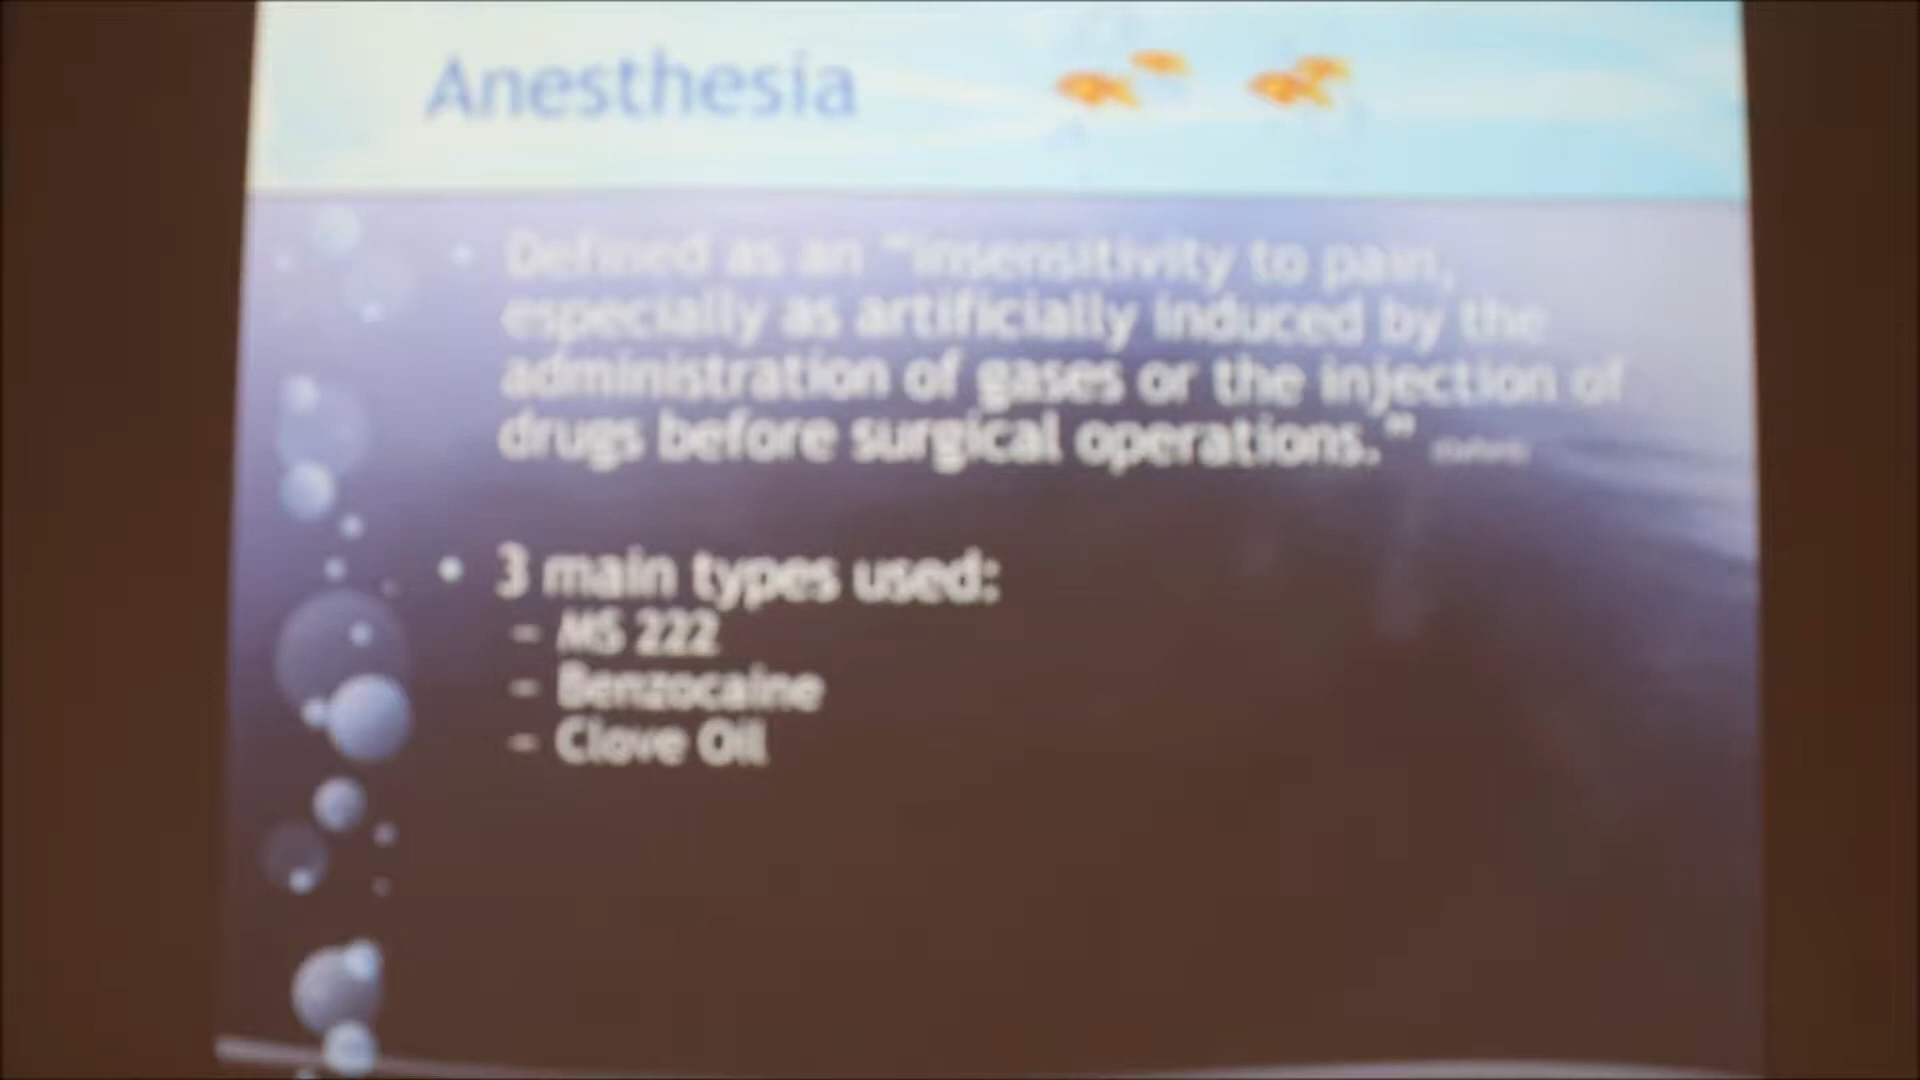 Anesthesia
• Defined as an "insensitivity to pain,
especially as artificially induced by the
administration of gases or the injection of
drugs before surgical operations."
• 3 main types used:
– MS 222
– Benzocaine
– Clove Oil